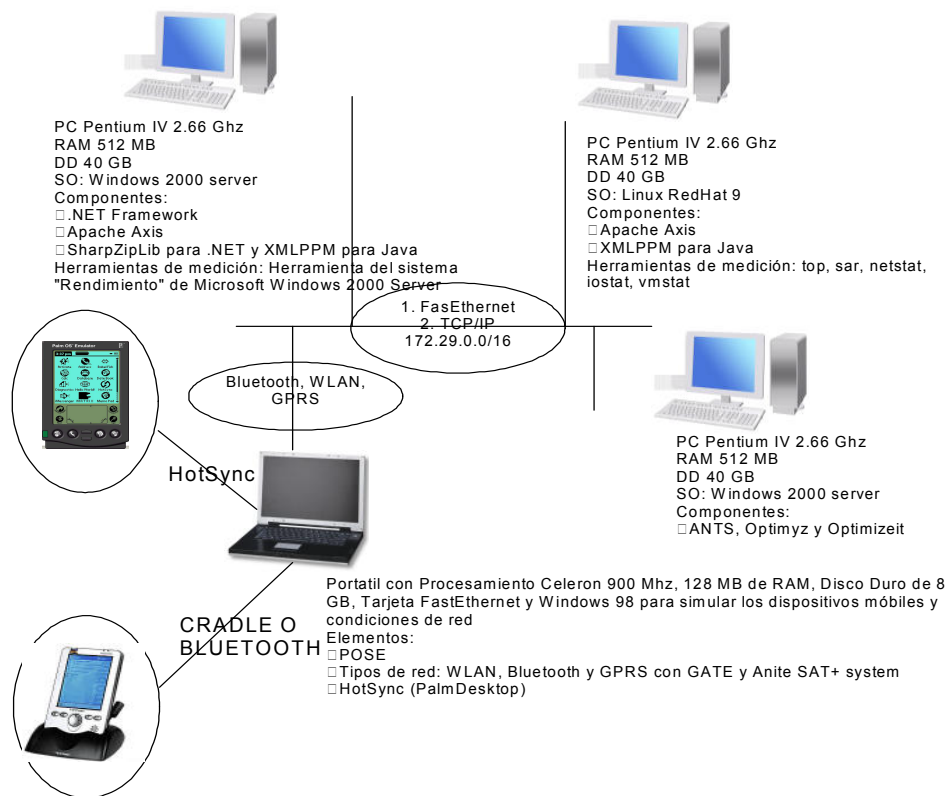 PC Pentium IV 2.66 Ghz
RAM 512 MB
DD 40 GB
SO: Windows 2000 server
Componentes:
□.NET Framework
□Apache Axis
□SharpZipLib para .NET y XMLPPM para Java
Herramientas de medición: Herramienta del sistema
"Rendimiento" de Microsoft Windows 2000 Server
PC Pentium IV 2.66 Ghz
RAM 512 MB
DD 40 GB
SO: Linux RedHat 9
Componentes:
□Apache Axis
□XMLPPM para Java
Herramientas de medición: top, sar, netstat,
iostat, vmstat
1. FasEthernet
2. TCP/IP
172.29.0.0/16
Palm OS® Emulator
Bluetooth, WLAN,
GPRS
HotSync
PC Pentium IV 2.66 Ghz
RAM 512 MB
DD 40 GB
SO: Windows 2000 server
Componentes:
□ANTS, Optimyz y Optimizeit
CRADLE O
BLUETOOTH
Portatil con Procesamiento Celeron 900 Mhz, 128 MB de RAM, Disco Duro de 8
GB, Tarjeta FastEthernet y Windows 98 para simular los dispositivos móbiles y
condiciones de red
Elementos:
□POSE
□Tipos de red: WLAN, Bluetooth y GPRS con GATE y Anite SAT+ system
□HotSync (PalmDesktop)